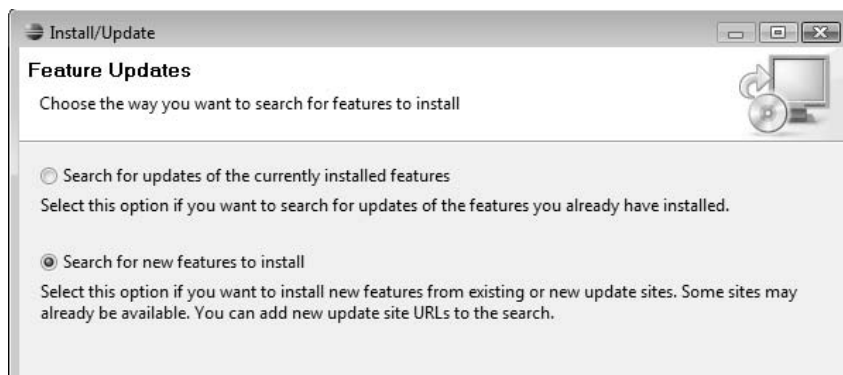 Install/Update
Feature Updates
Choose the way you want to search for features to install
Search for updates of the currently installed features
Select this option if you want to search for updates of the features you already have installed.
Search for new features to install
Select this option if you want to install new features from existing or new update sites. Some sites may
already be available. You can add new update site URLs to the search.